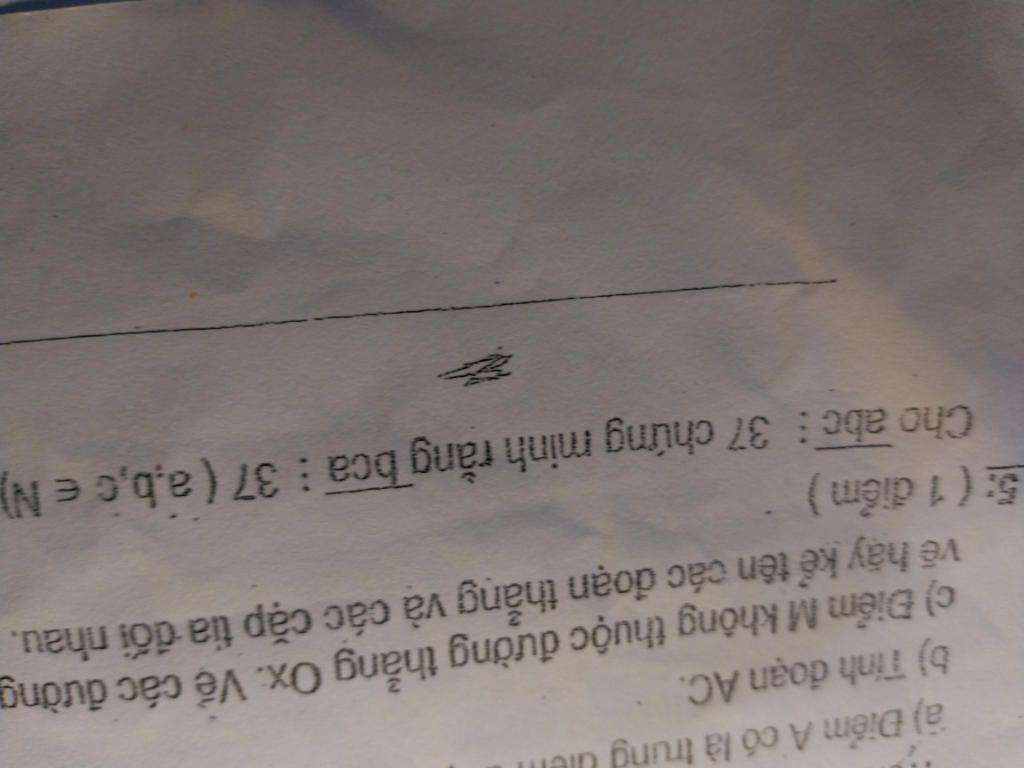 a) Điểm A có là trung điểm
b) Tính đoạn AC.
c) Điểm M không thuộc đường thẳng Ox. Vẽ các đường
vẽ hãy kể tên các đoạn thẳng và các cặp tia đối nhau.
5: ( 1 điểm )
Cho abc ⋮ 37 chứng minh rằng bca ⋮ 37 ( a,b,c ∈ N)